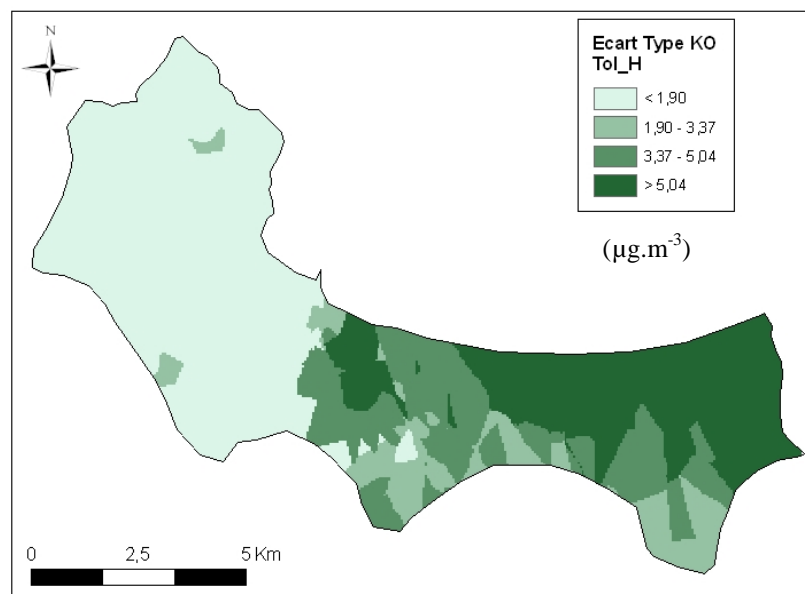 N
Ecart Type KO
Tol_H
< 1,90
1,90 - 3,37
3,37 - 5,04
> 5,04
(µg.m-3)
0 2,5 5 Km